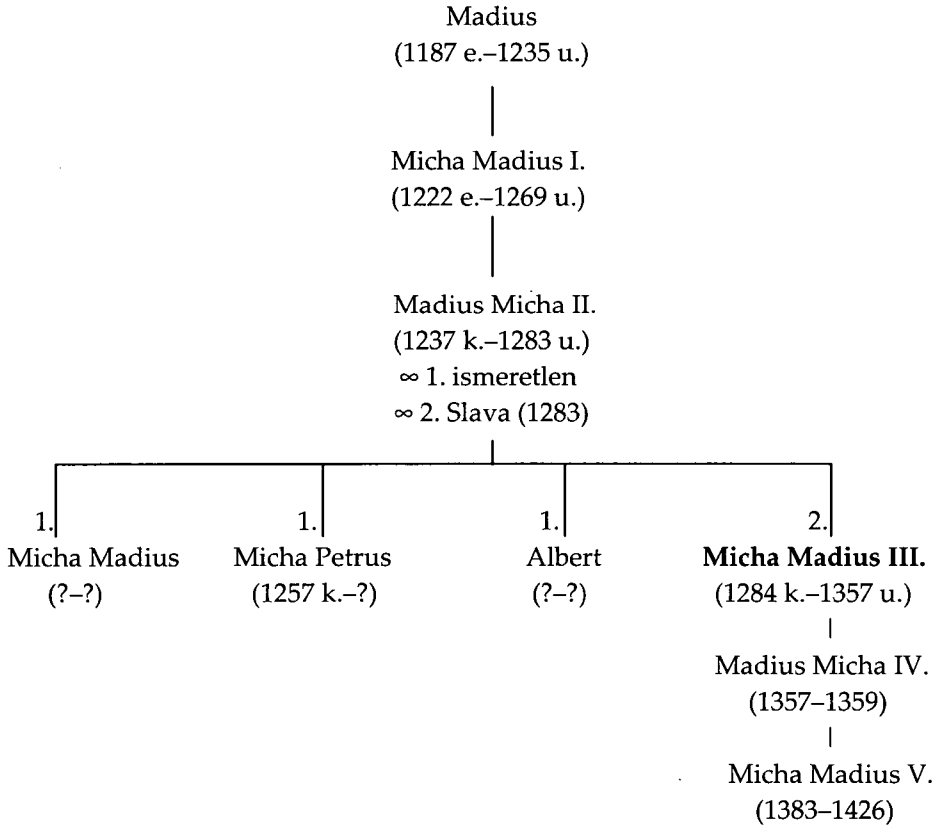 Madius
(1187 e.–1235 u.)
Micha Madius I.
(1222 e.–1269 u.)
Madius Micha II.
(1237 k.–1283 u.)
∞ 1. ismeretlen
∞ 2. Slava (1283)
1. 1. 1. 2.
Micha Madius Micha Petrus Albert Micha Madius III.
(?–?) (1257 k.–?) (?–?) (1284 k.–1357 u.)
Madius Micha IV.
(1357–1359)
Micha Madius V.
(1383–1426)